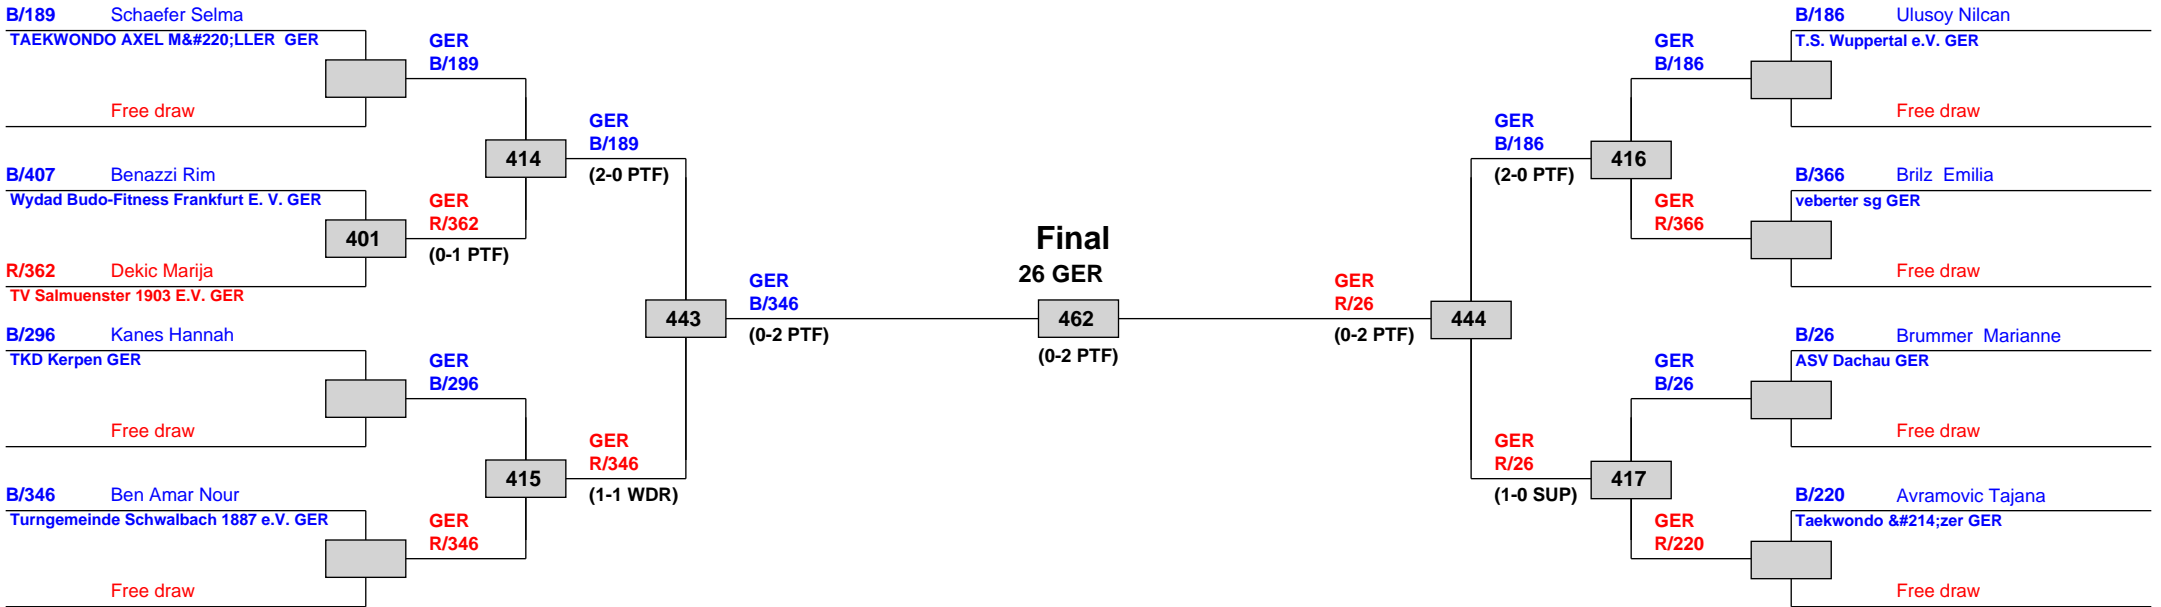 B/189 Schaefer Selma
TAEKWONDO AXEL M&#220;LLER GER
Free draw
GER
B/189
B/407 Benazzi Rim
Wydad Budo-Fitness Frankfurt E. V. GER
401
R/362 Dekic Marija
TV Salmuenster 1903 E.V. GER
GER
R/362
(0-1 PTF)
414
GER
B/189
(2-0 PTF)
B/296 Kanes Hannah
TKD Kerpen GER
Free draw
GER
B/296
B/346 Ben Amar Nour
Turngemeinde Schwalbach 1887 e.V. GER
Free draw
GER
R/346
415
GER
R/346
(1-1 WDR)
443
GER
B/346
(0-2 PTF)
Final
26 GER
462
(0-2 PTF)
GER
R/26
(0-2 PTF)
444
GER
B/186
(2-0 PTF)
416
GER
B/186
B/186 Ulusoy Nilcan
T.S. Wuppertal e.V. GER
Free draw
GER
R/366
B/366 Brilz Emilia
veberter sg GER
Free draw
GER
R/26
(1-0 SUP)
417
GER
B/26
B/26 Brummer Marianne
ASV Dachau GER
Free draw
GER
R/220
B/220 Avramovic Tajana
Taekwondo &#214;zer GER
Free draw